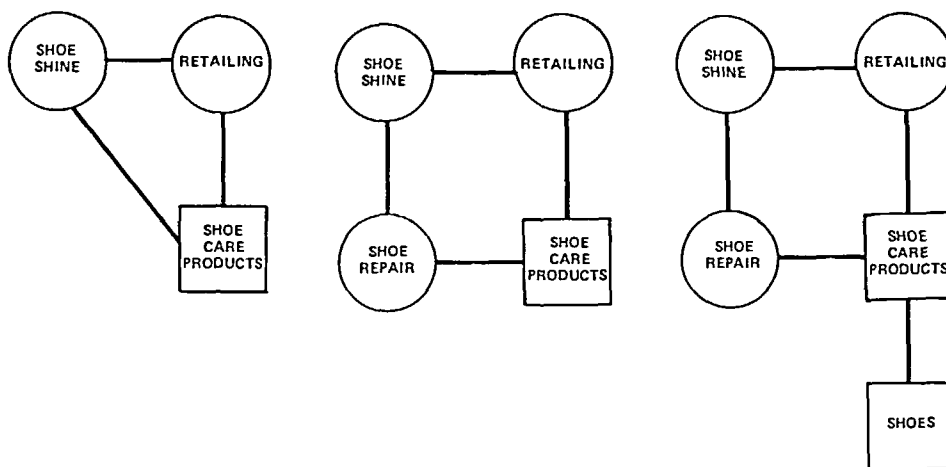 SHOE
SHINE
RETAILING
SHOE
CARE
PRODUCTS
SHOE
SHINE
RETAILING
SHOE
REPAIR
SHOE
CARE
PRODUCTS
SHOE
SHINE
RETAILING
SHOE
REPAIR
SHOE
CARE
PRODUCTS
SHOES